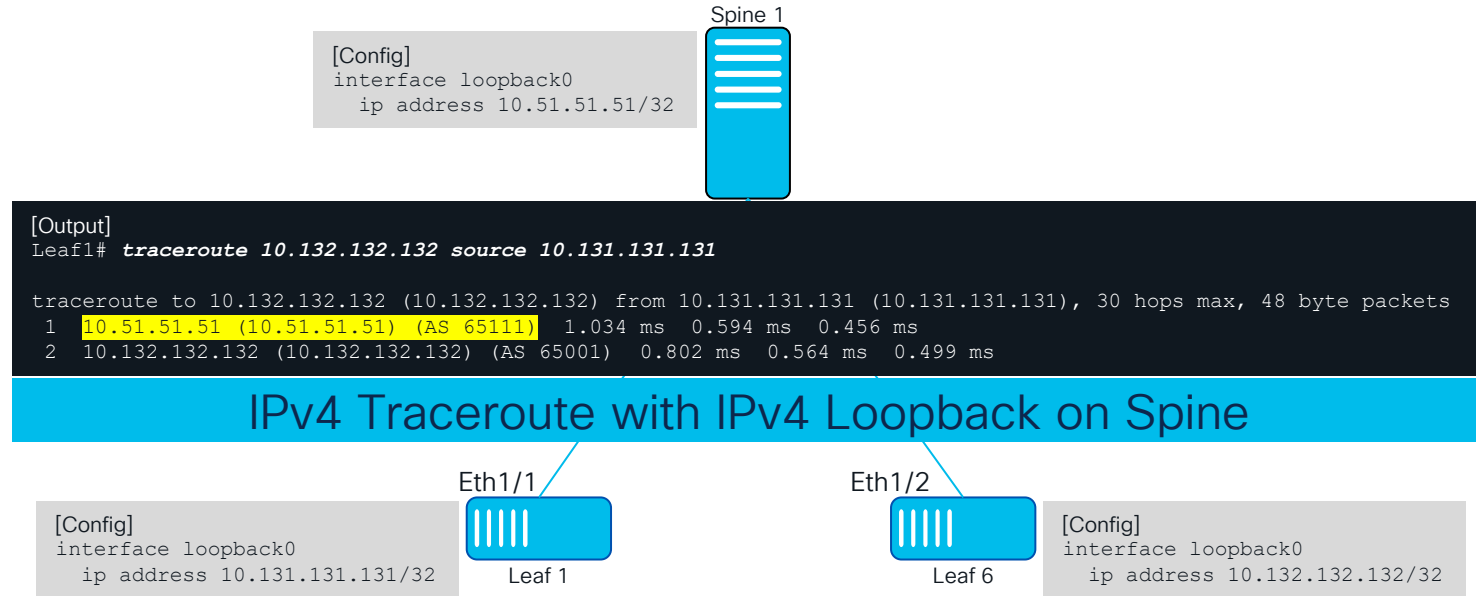 Spine 1
[Config]
interface loopback0
  ip address 10.51.51.51/32
[Output]
Leaf1# traceroute 10.132.132.132 source 10.131.131.131
traceroute to 10.132.132.132 (10.132.132.132) from 10.131.131.131 (10.131.131.131), 30 hops max, 48 byte packets
 1  10.51.51.51 (10.51.51.51) (AS 65111)  1.034 ms  0.594 ms  0.456 ms
 2  10.132.132.132 (10.132.132.132) (AS 65001)  0.802 ms  0.564 ms  0.499 ms
IPv4 Traceroute with IPv4 Loopback on Spine
Eth1/1
Eth1/2
[Config]
interface loopback0
  ip address 10.131.131.131/32
Leaf 1
Leaf 6
[Config]
interface loopback0
  ip address 10.132.132.132/32